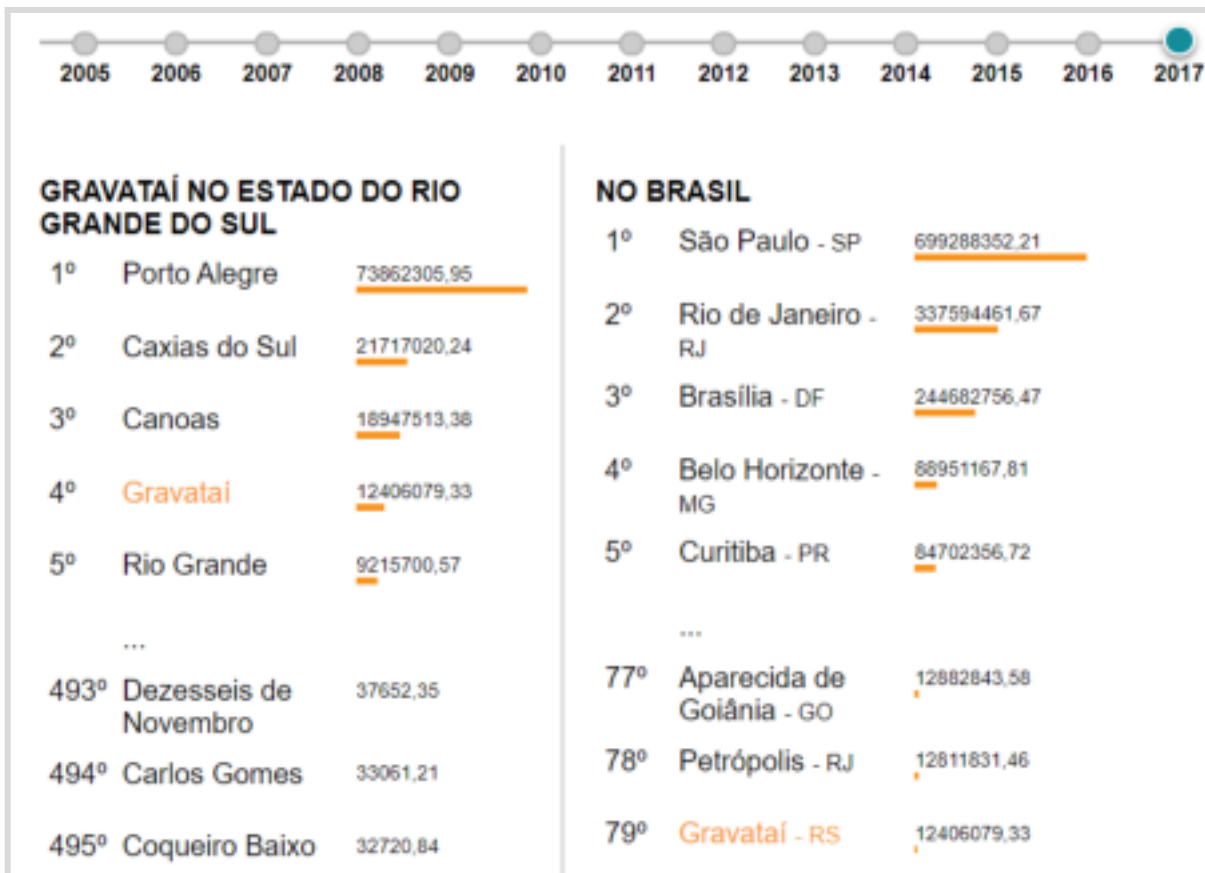 2005 2006 2007 2008 2009 2010 2011 2012 2013 2014 2015 2016 2017
GRAVATAÍ NO ESTADO DO RIO
GRANDE DO SUL
1º Porto Alegre 73862305,95
2º Caxias do Sul 21717020,24
3º Canoas 18947513,38
4º Gravataí 12406079,33
5º Rio Grande 9215700,57
...
493º Dezesseis de 37652,35
Novembro
494º Carlos Gomes 33061,21
495º Coqueiro Baixo 32720,84
NO BRASIL
1º São Paulo - SP 699288352,21
2º Rio de Janeiro - 337594461,67
RJ
3º Brasília - DF 244682756,47
4º Belo Horizonte - 88951167,81
MG
5º Curitiba - PR 84702356,72
...
77º Aparecida de 12882843,58
Goiânia - GO
78º Petrópolis - RJ 12811831,46
79º Gravataí - RS 12406079,33